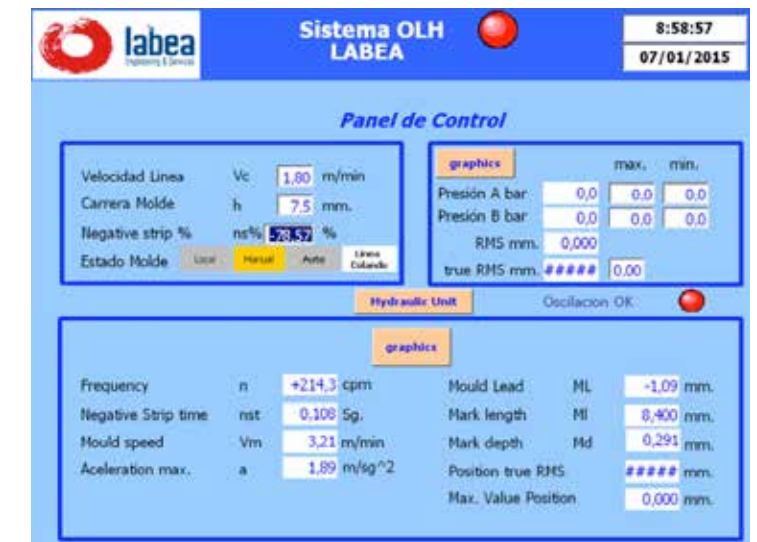 labea
Engineering & Services
Sistema OLH
LABEA
8:58:57
07/01/2015
Panel de Control
Velocidad Linea Vc 1,80 m/min
Carrera Molde h 7,5 mm.
Negative strip % ns% -78,57 %
Estado Molde Local Manual Auto Linea Colando
graphics max. min.
Presión A bar 0,0 0,0 0,0
Presión B bar 0,0 0,0 0,0
RMS mm. 0,000
true RMS mm. ##### 0,00
Hydraulic Unit Oscilacion OK
graphics
Frequency n +214,3 cpm
Negative Strip time nst 0,108 Sg.
Mould speed Vm 3,21 m/min
Aceleration max. a 1,89 m/sg^2
Mould Lead ML -1,09 mm.
Mark length Ml 8,400 mm.
Mark depth Md 0,291 mm.
Position true RMS ##### mm.
Max. Value Position 0,000 mm.